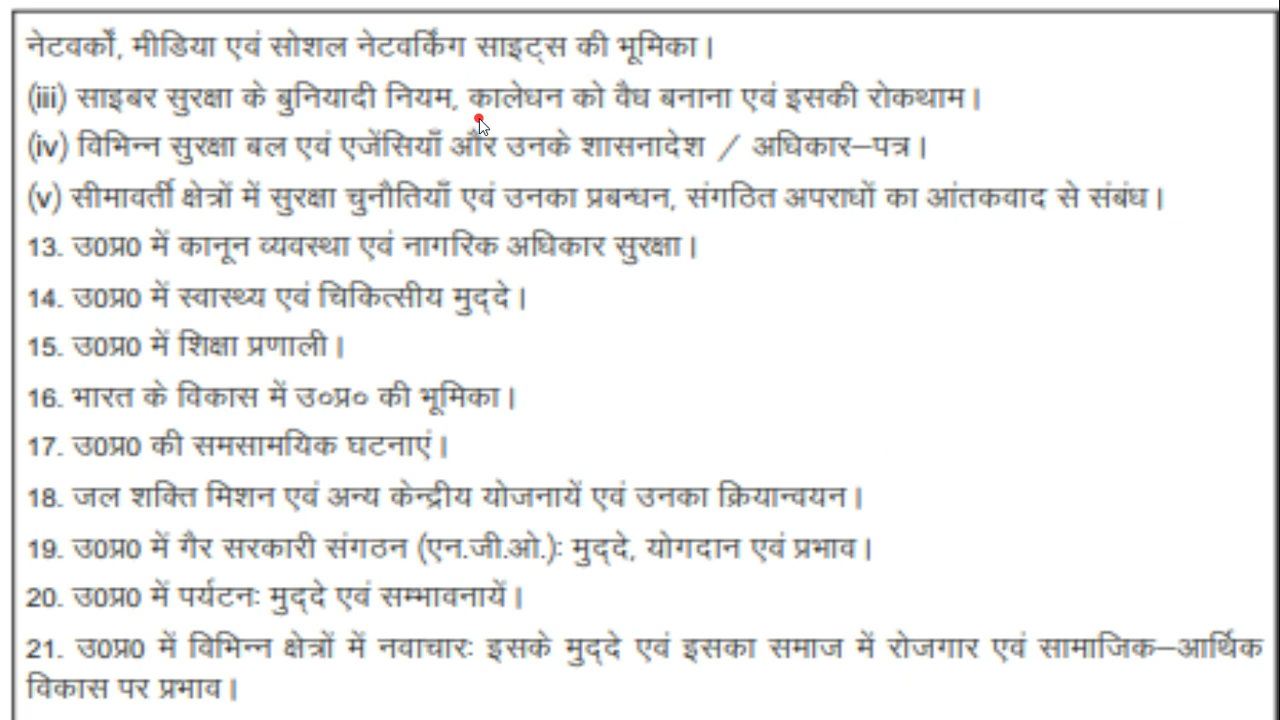 नेटवर्कों, मीडिया एवं सोशल नेटवर्किंग साइट्स की भूमिका।
(iii) साइबर सुरक्षा के बुनियादी नियम, कालेधन को वैध बनाना एवं इसकी रोकथाम।
(iv) विभिन्न सुरक्षा बल एवं एजेंसियाँ और उनके शासनादेश / अधिकार–पत्र।
(v) सीमावर्ती क्षेत्रों में सुरक्षा चुनौतियाँ एवं उनका प्रबन्धन, संगठित अपराधों का आंतकवाद से संबंध।
13. उ0प्र0 में कानून व्यवस्था एवं नागरिक अधिकार सुरक्षा।
14. उ0प्र0 में स्वास्थ्य एवं चिकित्सीय मुद्दे।
15. उ0प्र0 में शिक्षा प्रणाली।
16. भारत के विकास में उ०प्र० की भूमिका।
17. उ0प्र0 की समसामयिक घटनाएं।
18. जल शक्ति मिशन एवं अन्य केन्द्रीय योजनायें एवं उनका क्रियान्वयन।
19. उ0प्र0 में गैर सरकारी संगठन (एन.जी.ओ.): मुद्दे, योगदान एवं प्रभाव।
20. उ0प्र0 में पर्यटन: मुद्दे एवं सम्भावनायें।
21. उ0प्र0 में विभिन्न क्षेत्रों में नवाचार: इसके मुद्दे एवं इसका समाज में रोजगार एवं सामाजिक–आर्थिक
विकास पर प्रभाव।